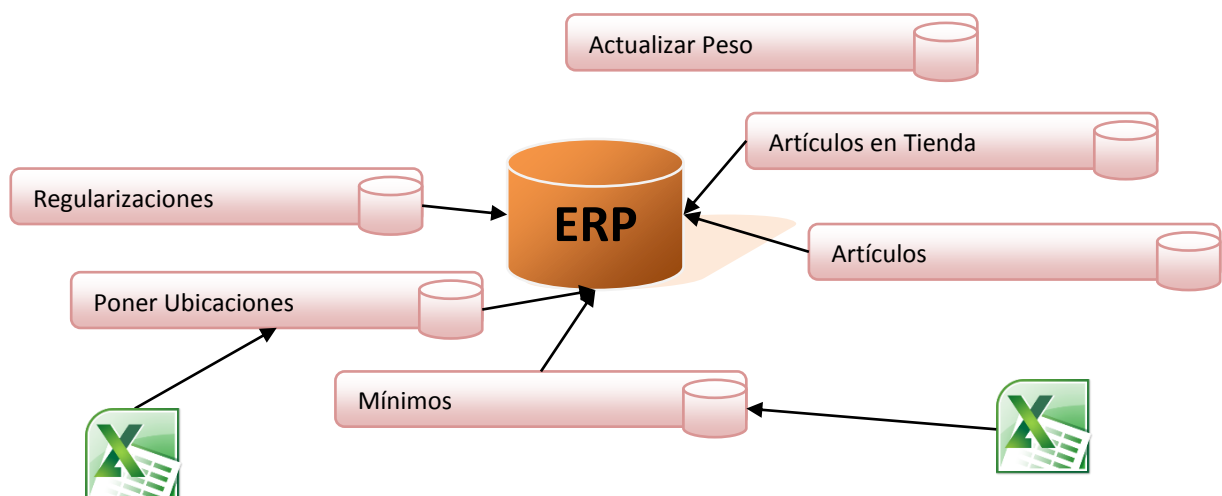 Actualizar Peso
Artículos en Tienda
Regularizaciones
ERP
Artículos
Poner Ubicaciones
Mínimos